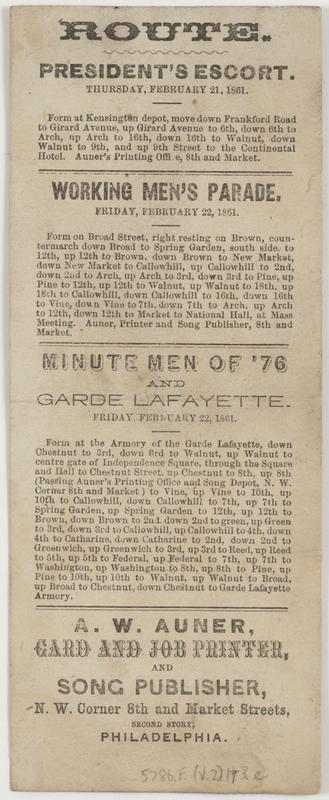 ROUTE.
PRESIDENT'S ESCORT.
THURSDAY, FEBRUARY 21, 1861.
Form at Kensington depot, move down Frankford Road
to Girard Avenue, up Girard Avenue to 6th, down 6th to
Arch, up Arch to 16th, down 16th to Walnut, down
Walnut to 9th, and up 9th Street to the Continental
Hotel. Auner's Printing Offi e, 8th and Market.
WORKING MEN'S PARADE.
FRIDAY, FEBRUARY 22, 1861.
Form on Broad Street, right resting on Brown, coun-
termarch down Broad to Spring Garden, south side, to
12th, up 12th to Brown, down Brown to New Market,
down New Market to Callowhill, up Callowhill to 2nd,
down 2nd to Arch, up Arch to 3rd, down 3rd to Pine, up
Pine to 12th, up 12th to Walnut, up Walnut to 18th, up
18th to Callowhill, down Callowhill to 16th, down 16th
to Vine, down Vine to 7th, down 7th to Arch, up Arch
to 12th, down 12th to Market to National Hall, at Mass
Meeting. Auner, Printer and Song Publisher, 8th and
Market.
MINUTE MEN OF '76
AND
GARDE LAFAYETTE.
FRIDAY, FEBRUARY 22, 1861.
Form at the Armory of the Garde Lafayette, down
Chestnut to 3rd, down 3rd to Walnut, up Walnut to
centre gate of Independence Square, through the Square
and Hall to Chestnut Street, up Chestnut to 8th, up 8th
(Passing Auner's Printing Office and Song Depot, N. W.
Corner 8th and Market) to Vine, up Vine to 10th, up
10th to Callowhill, down Callowhill to 7th, up 7th to
Spring Garden, up Spring Garden to 12th, up 12th to
Brown, down Brown to 2nd, down 2nd to green, up Green
to 3rd, down 3rd to Callowhill, up Callowhill to 4th, down
4th to Catharine, down Catharine to 2nd, down 2nd to
Greenwich, up Greenwich to 3rd, up 3rd to Reed, up Reed
to 5th, up 5th to Federal, up Federal to 7th, up 7th to
Washington, up Washington to 8th, up 8th to Pine, up
Pine to 10th, up 10th to Walnut, up Walnut to Broad,
up Broad to Chestnut, down Chestnut to Garde Lafayette
Armory.
A. W. AUNER,
CARD AND JOB PRINTER,
AND
SONG PUBLISHER,
N. W. Corner 8th and Market Streets,
SECOND STORY,
PHILADELPHIA.
5786.F.